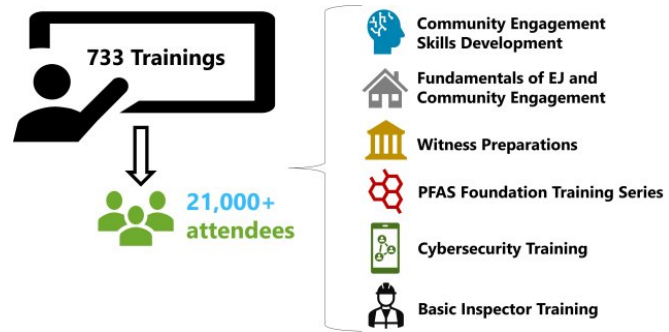 733 Trainings
21,000+
attendees
Community Engagement
Skills Development
Fundamentals of EJ and
Community Engagement
Witness Preparations
PFAS Foundation Training Series
Cybersecurity Training
Basic Inspector Training